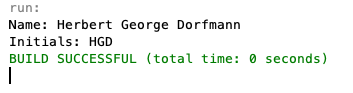 run:
Name: Herbert George Dorfmann
Initials: HGD
BUILD SUCCESSFUL (total time: 0 seconds)